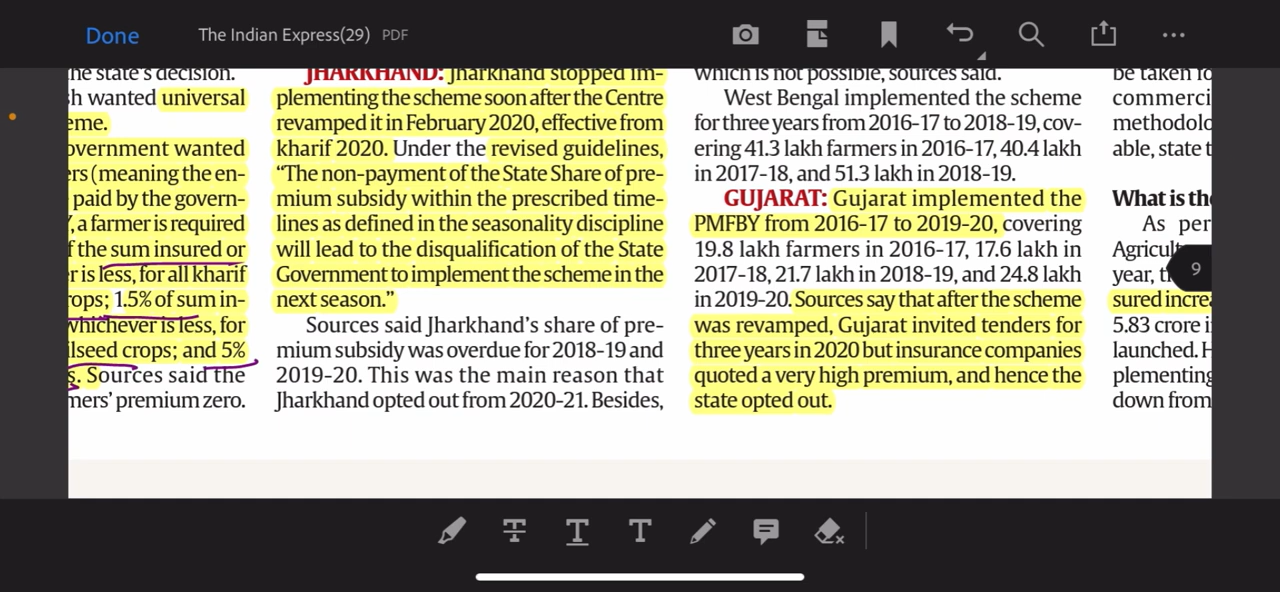 Done
The Indian Express(29) PDF
the state's decision.
sh wanted universal
eme.
overnment wanted
ers (meaning the en-
paid by the govern-
Y, a farmer is required
f the sum insured or
er is less, for all kharif
rops; 1.5% of sum in-
whichever is less, for
ilseed crops; and 5%
s. Sources said the
mers' premium zero.
JHARKHAND: Jharkhand stopped im-
plementing the scheme soon after the Centre
revamped it in February 2020, effective from
kharif 2020. Under the revised guidelines,
“The non-payment of the State Share of pre-
mium subsidy within the prescribed time-
lines as defined in the seasonality discipline
will lead to the disqualification of the State
Government to implement the scheme in the
next season.”
Sources said Jharkhand's share of pre-
mium subsidy was overdue for 2018-19 and
2019-20. This was the main reason that
Jharkhand opted out from 2020-21. Besides,
which is not possible, sources said.
West Bengal implemented the scheme
for three years from 2016-17 to 2018-19, cov-
ering 41.3 lakh farmers in 2016-17, 40.4 lakh
in 2017-18, and 51.3 lakh in 2018-19.
GUJARAT: Gujarat implemented the
PMFBY from 2016-17 to 2019-20, covering
19.8 lakh farmers in 2016-17, 17.6 lakh in
2017-18, 21.7 lakh in 2018-19, and 24.8 lakh
in 2019-20. Sources say that after the scheme
was revamped, Gujarat invited tenders for
three years in 2020 but insurance companies
quoted a very high premium, and hence the
state opted out.
be taken fo
commerci
methodolo
able, state t
What is th
As per
Agricult
year, t
sured incre
5.83 crore i
launched. H
plementing
down from
9